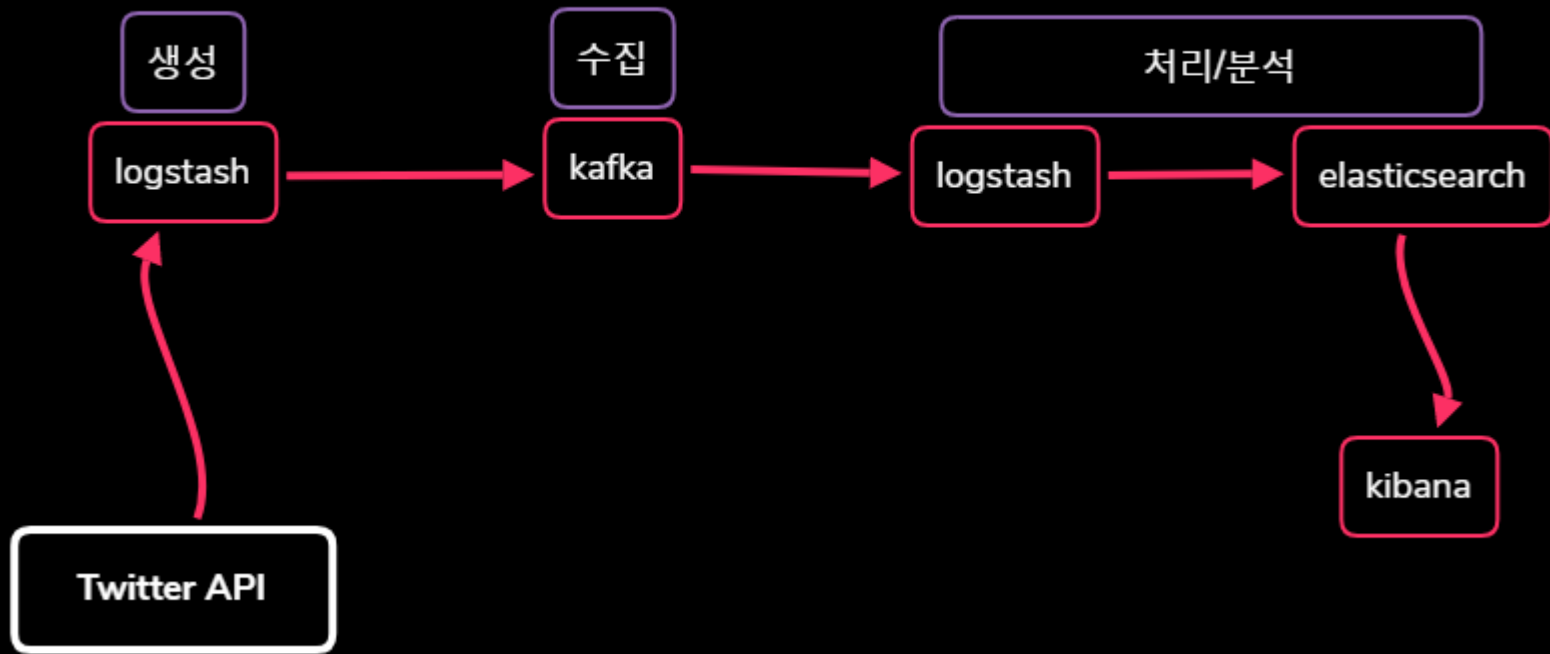 생성
수집
처리/분석
logstash
kafka
logstash
elasticsearch
kibana
Twitter API